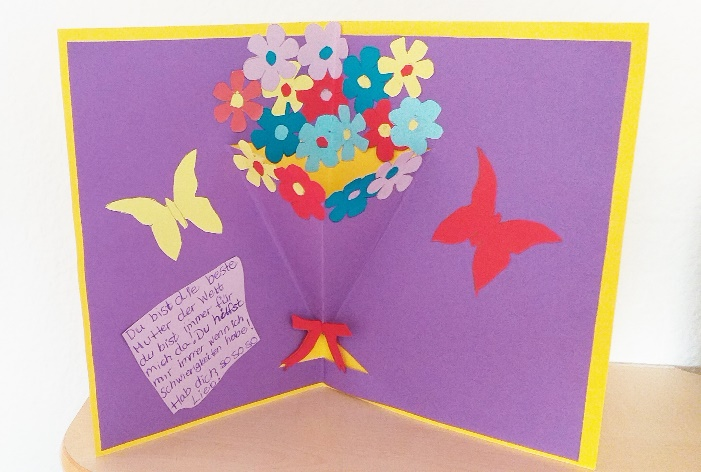 Du bist die beste
Mutter der Welt
du bist immer für
mich da! Du hilfst
mir immer wenn ich
schwierigkeiten habe!
Hab dich so so so
Lieb